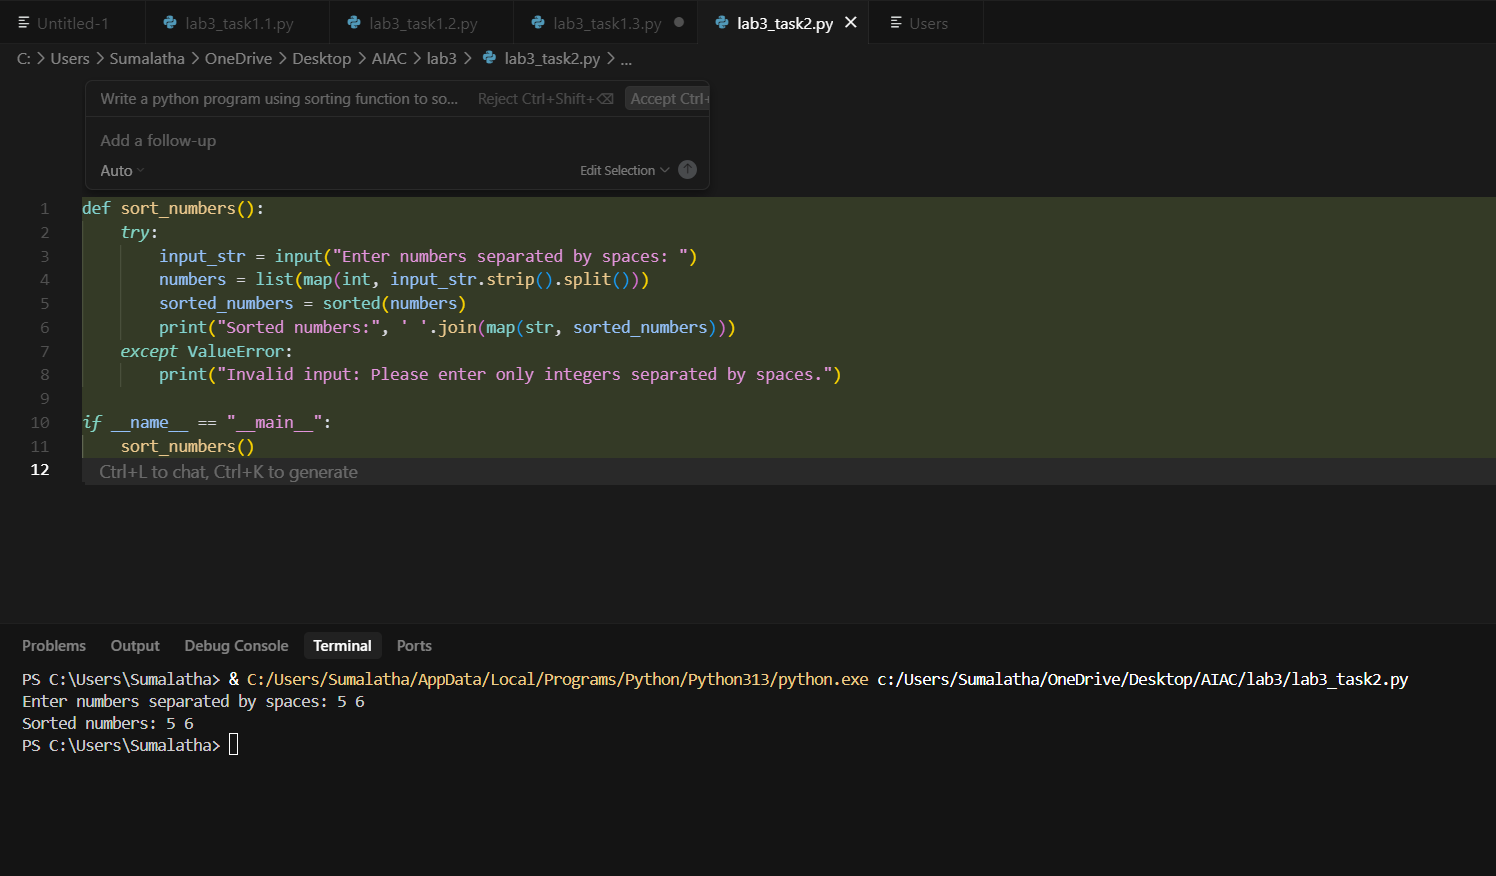 Untitled-1 lab3_task1.1.py lab3_task1.2.py lab3_task1.3.py lab3_task2.py Users
C: > Users > Sumalatha > OneDrive > Desktop > AIAC > lab3 > lab3_task2.py > ...
Write a python program using sorting function to so... Reject Ctrl+Shift+⌫ Accept Ctrl+
Add a follow-up
Auto Edit Selection
1 def sort_numbers():
2     try:
3         input_str = input("Enter numbers separated by spaces: ")
4         numbers = list(map(int, input_str.strip().split()))
5         sorted_numbers = sorted(numbers)
6         print("Sorted numbers:", ' '.join(map(str, sorted_numbers)))
7     except ValueError:
8         print("Invalid input: Please enter only integers separated by spaces.")
9
10 if __name__ == "__main__":
11     sort_numbers()
12 Ctrl+L to chat, Ctrl+K to generate
Problems Output Debug Console Terminal Ports
PS C:\Users\Sumalatha> & C:/Users/Sumalatha/AppData/Local/Programs/Python/Python313/python.exe c:/Users/Sumalatha/OneDrive/Desktop/AIAC/lab3/lab3_task2.py
Enter numbers separated by spaces: 5 6
Sorted numbers: 5 6
PS C:\Users\Sumalatha>